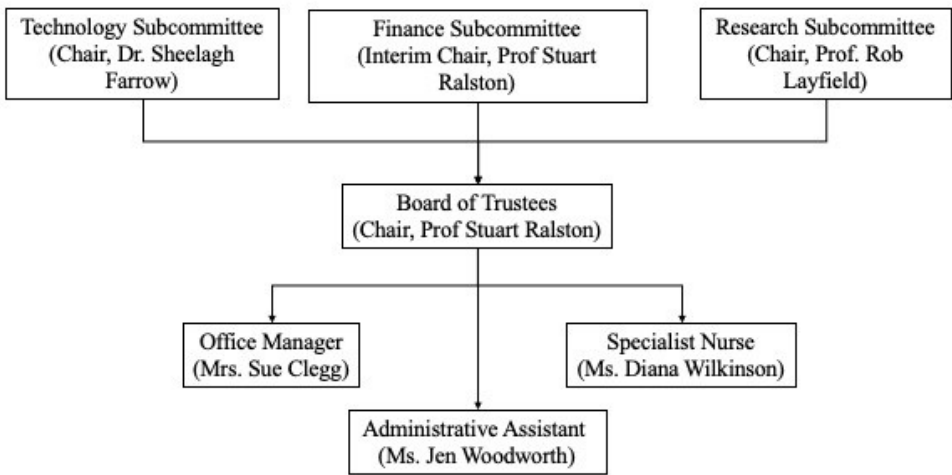 Technology Subcommittee
(Chair, Dr. Sheelagh
Farrow)
Finance Subcommittee
(Interim Chair, Prof Stuart
Ralston)
Research Subcommittee
(Chair, Prof. Rob
Layfield)
Board of Trustees
(Chair, Prof Stuart Ralston)
Office Manager
(Mrs. Sue Clegg)
Specialist Nurse
(Ms. Diana Wilkinson)
Administrative Assistant
(Ms. Jen Woodworth)